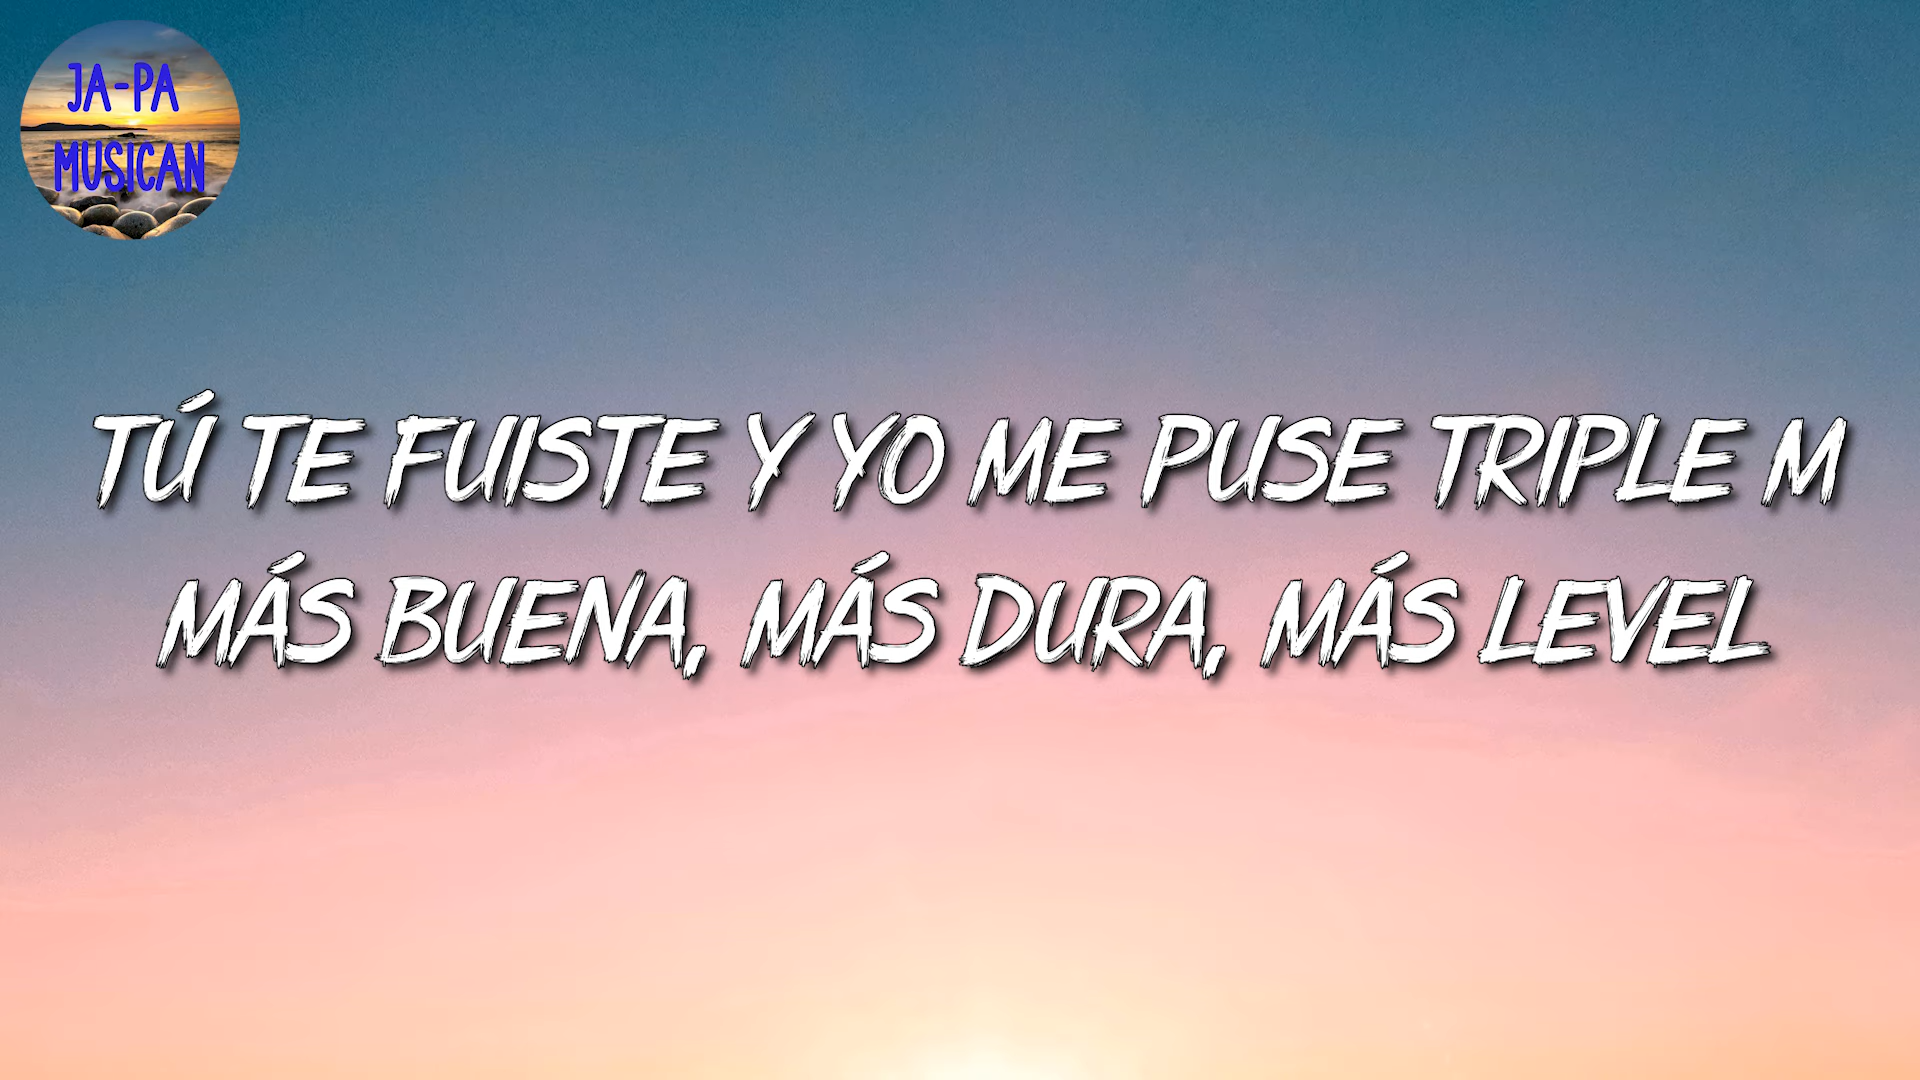 JA-PA
MUSICAN
TÚ TE FUISTE Y YO ME PUSE TRIPLE M
MÁS BUENA, MÁS DURA, MÁS LEVEL